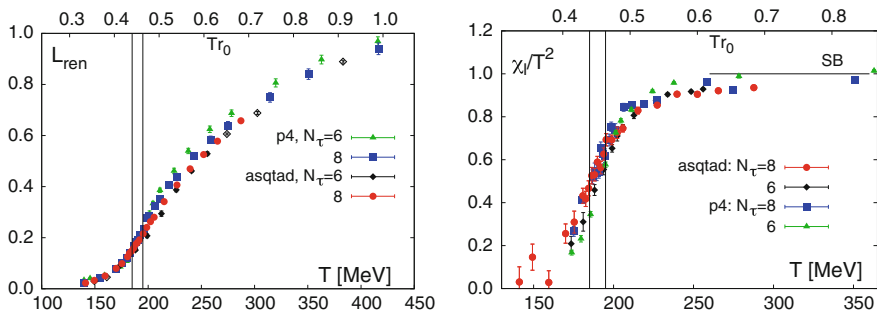 0.3 0.4 0.5 0.6 0.7 0.8 0.9 1.0
Tr₀
L_ren
1.0
0.8
0.6
0.4
0.2
0.0
p4, N_τ=6
8
asqtad, N_τ=6
8
T [MeV]
100 150 200 250 300 350 400 450
0.4 0.5 0.6 0.7 0.8
Tr₀
χ_l/T²
SB
1.2
1.0
0.8
0.6
0.4
0.2
0.0
asqtad: N_τ=8
6
p4: N_τ=8
6
T [MeV]
150 200 250 300 350